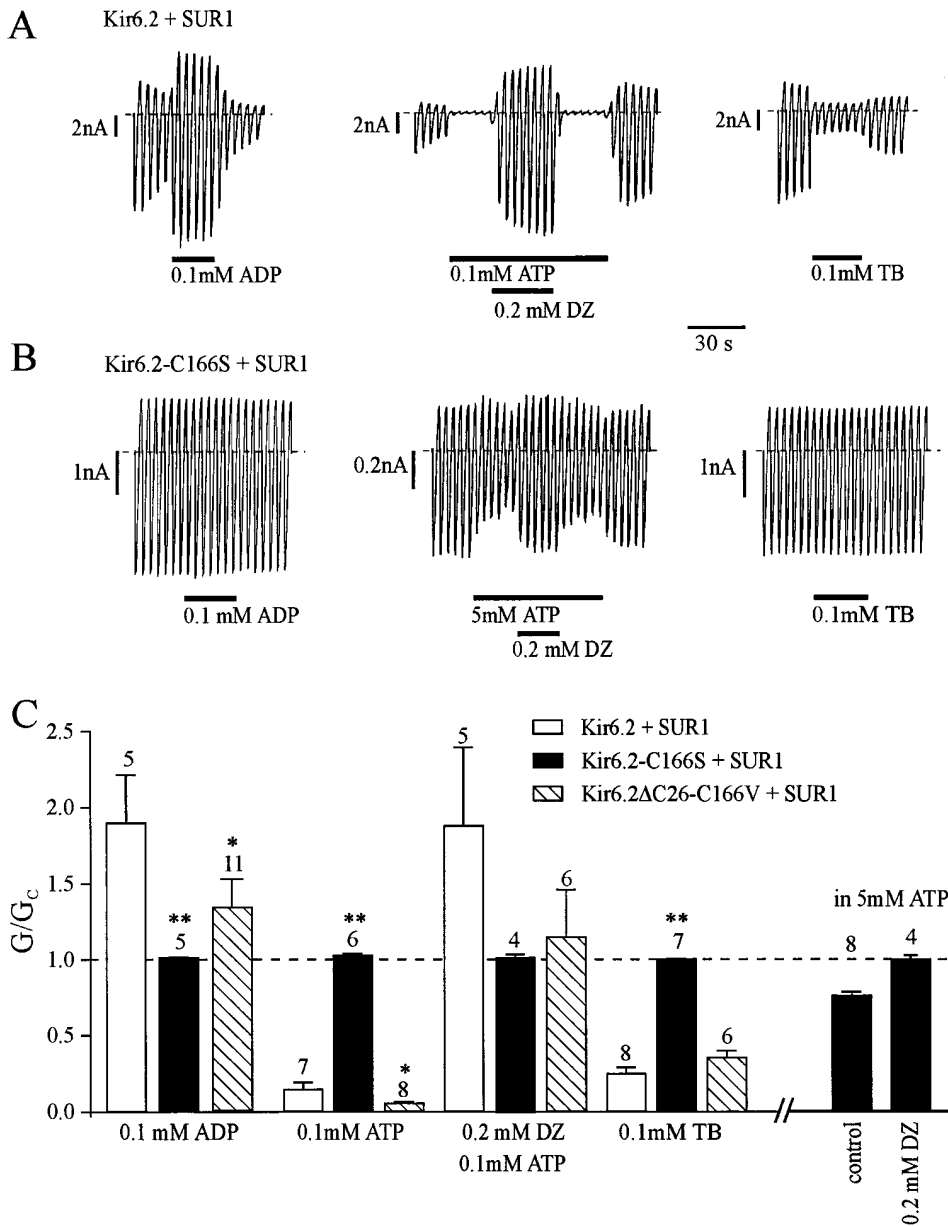 A
Kir6.2 + SUR1
2nA
2nA
2nA
0.1mM ADP
0.1mM ATP
0.2 mM DZ
0.1mM TB
30 s
B
Kir6.2-C166S + SUR1
1nA
0.2nA
1nA
0.1 mM ADP
5mM ATP
0.2 mM DZ
0.1mM TB
C
Kir6.2 + SUR1
Kir6.2-C166S + SUR1
Kir6.2ΔC26-C166V + SUR1
G/G_C
2.5
2.0
1.5
1.0
0.5
0.0
5
**
5
*
11
7
**
6
*
8
5
4
6
8
**
7
6
in 5mM ATP
8
4
0.1 mM ADP
0.1mM ATP
0.2 mM DZ
0.1mM ATP
0.1mM TB
control
0.2 mM DZ